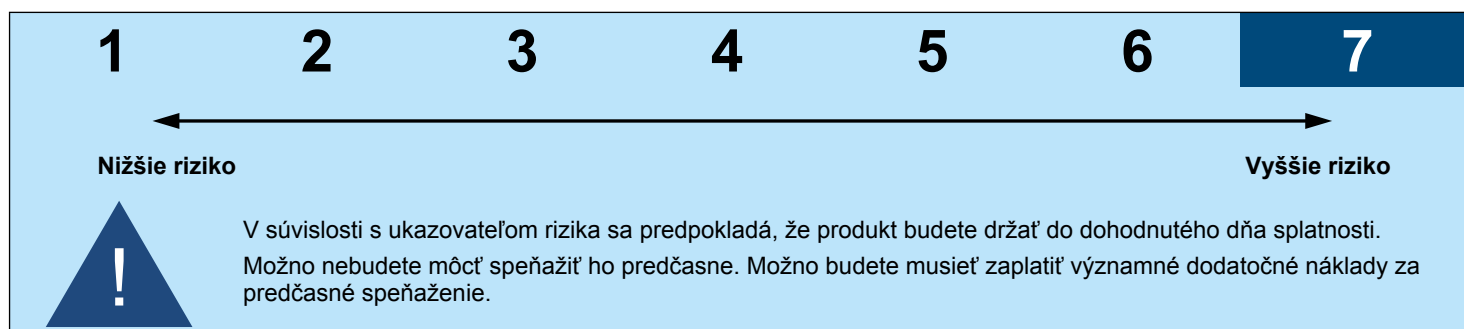 1 2 3 4 5 6 7
Nižšie riziko Vyššie riziko
! V súvislosti s ukazovateľom rizika sa predpokladá, že produkt budete držať do dohodnutého dňa splatnosti.
Možno nebudete môcť speňažiť ho predčasne. Možno budete musieť zaplatiť významné dodatočné náklady za
predčasné speňaženie.